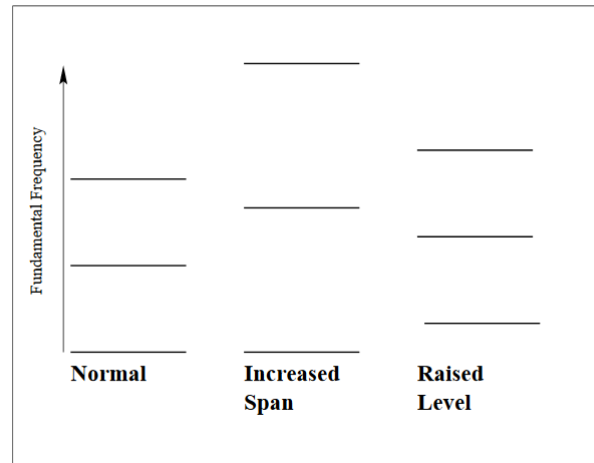 Fundamental Frequency
Normal
Increased
Span
Raised
Level